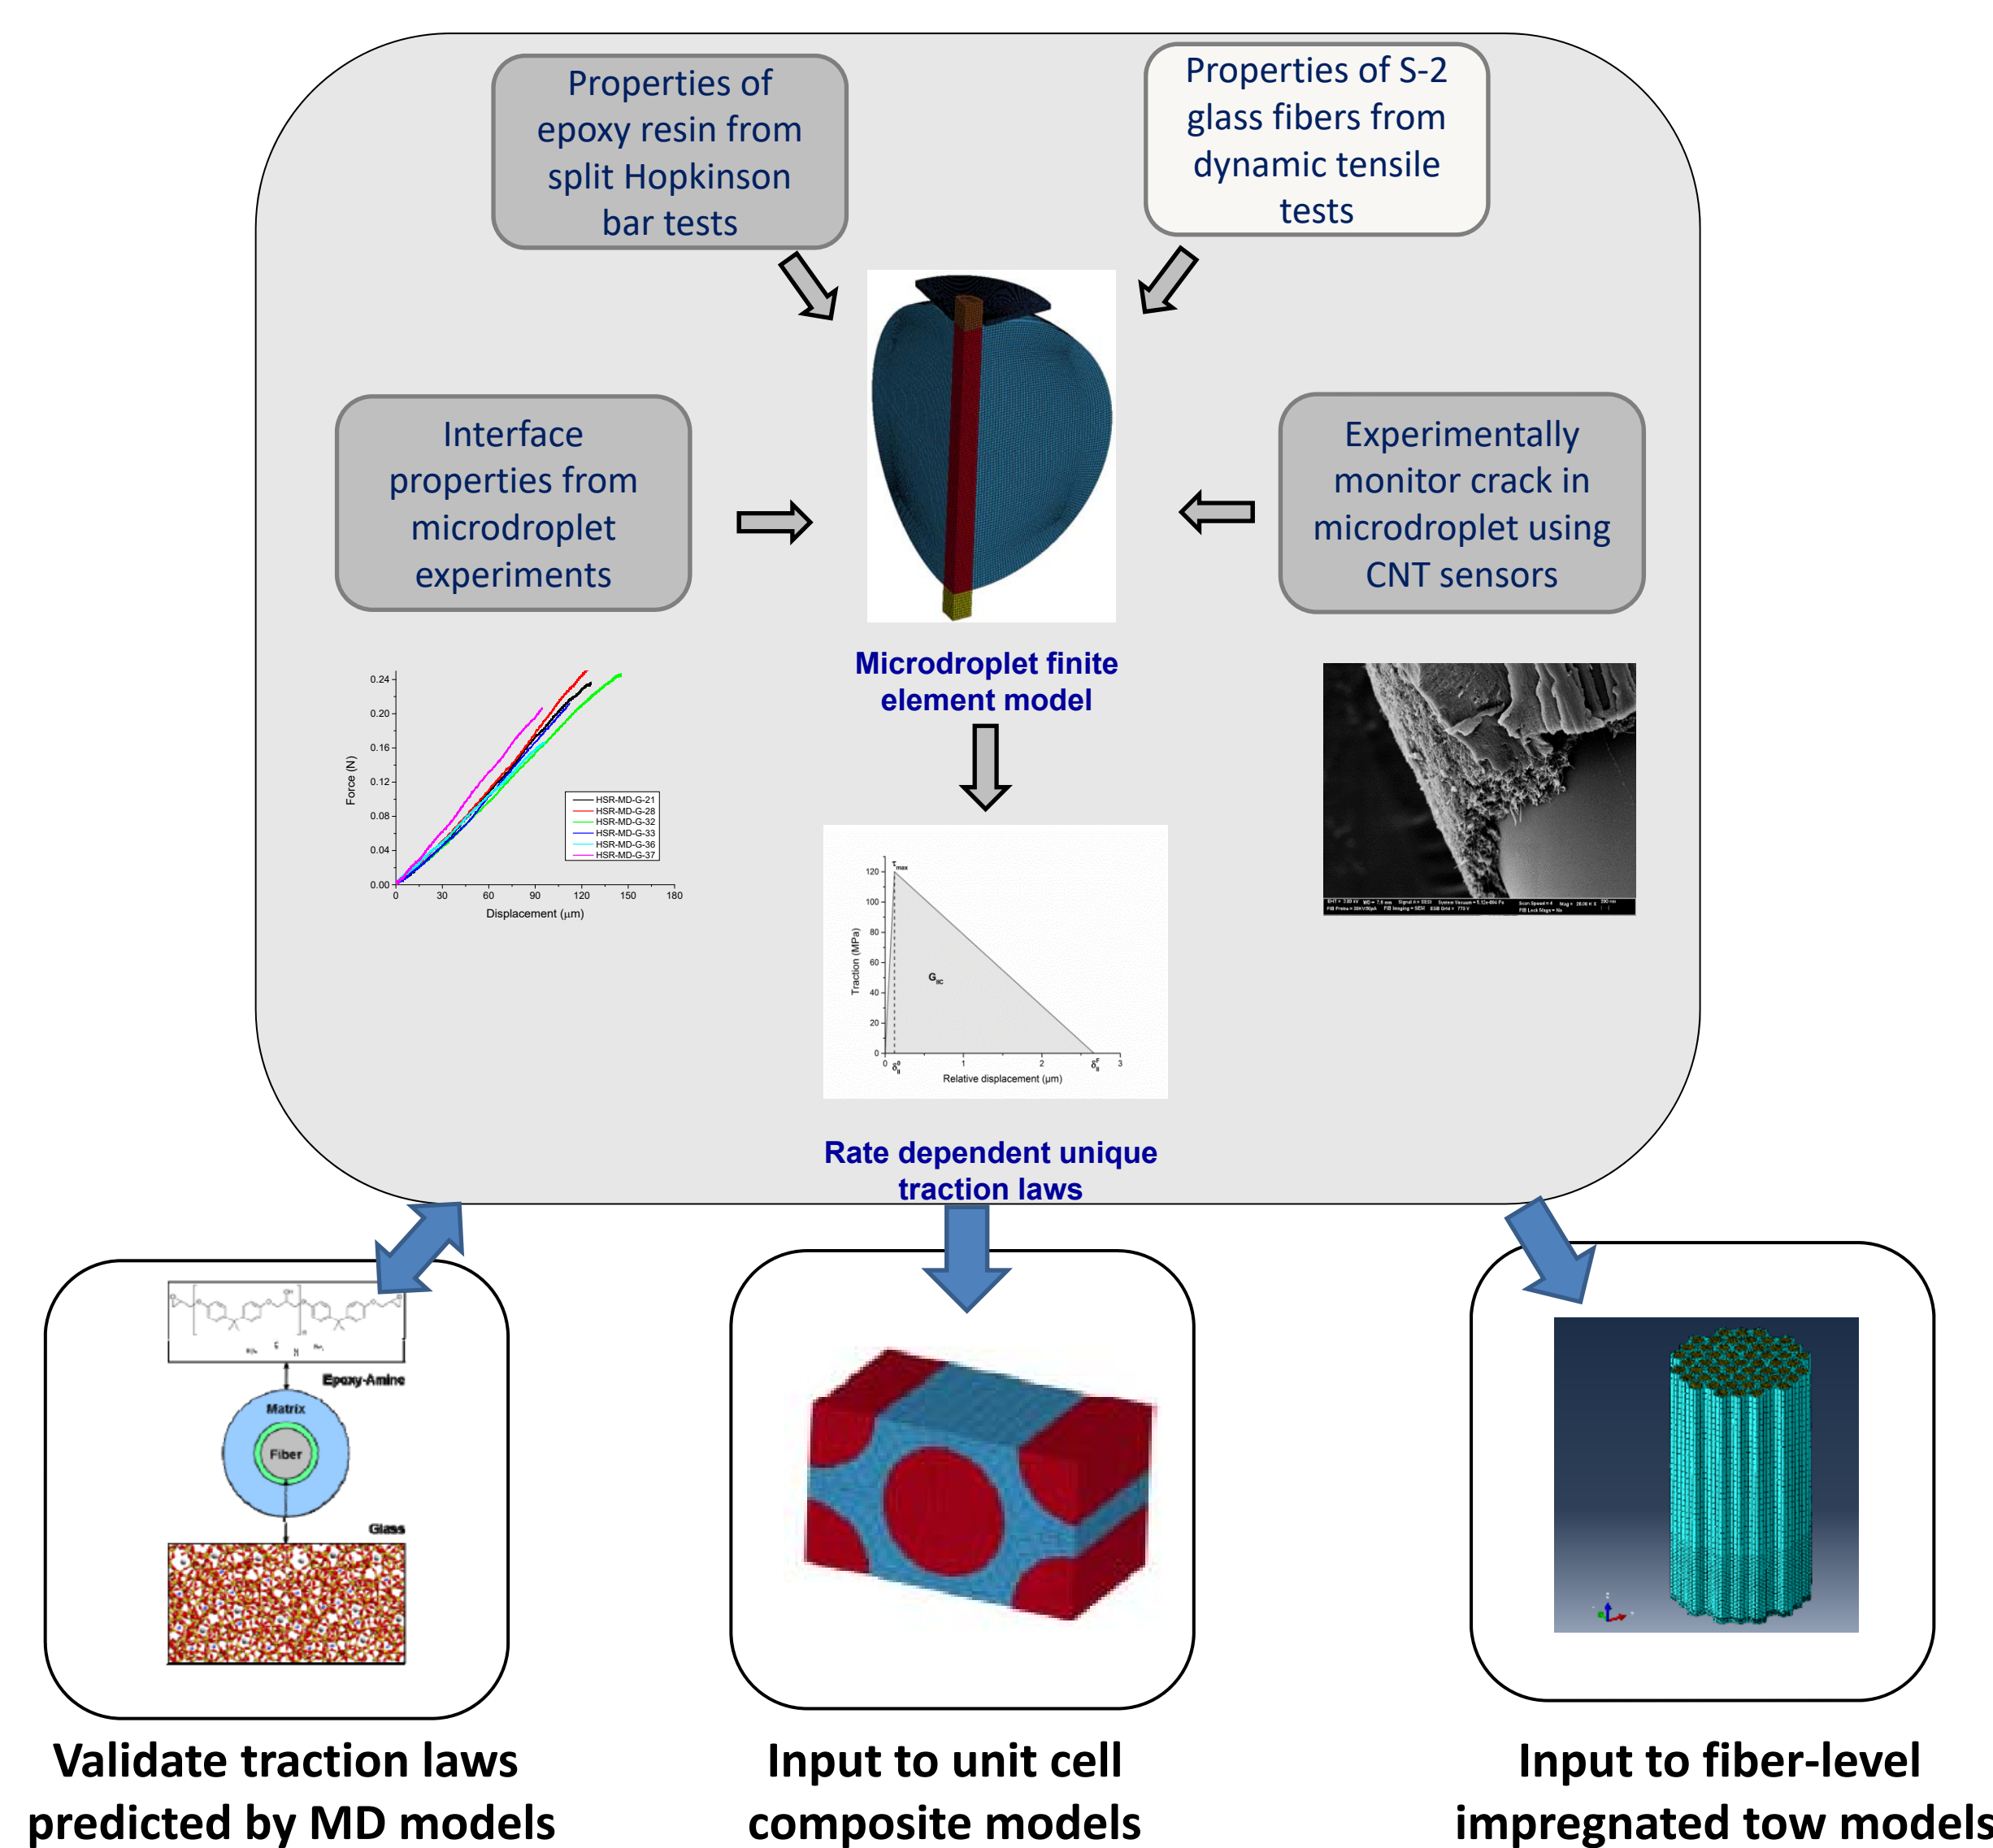 Properties of
epoxy resin from
split Hopkinson
bar tests
Properties of S-2
glass fibers from
dynamic tensile
tests
Interface
properties from
microdroplet
experiments
Experimentally
monitor crack in
microdroplet using
CNT sensors
Microdroplet finite
element model
0.24
0.20
0.16
0.12
0.08
0.04
0.00
Force (N)
0 30 60 90 120 150 180
Displacement (μm)
HSR-MD-G-21
HSR-MD-G-28
HSR-MD-G-32
HSR-MD-G-33
HSR-MD-G-36
HSR-MD-G-37
τmax
120
100
80
60
40
20
0
Traction (MPa)
GIIC
0 1 2 3
δII0 δIIF
Relative displacement (μm)
Rate dependent unique
traction laws
OH
Epoxy-Amine
Matrix
Fiber
Glass
Validate traction laws
predicted by MD models
Input to unit cell
composite models
Input to fiber-level
impregnated tow models